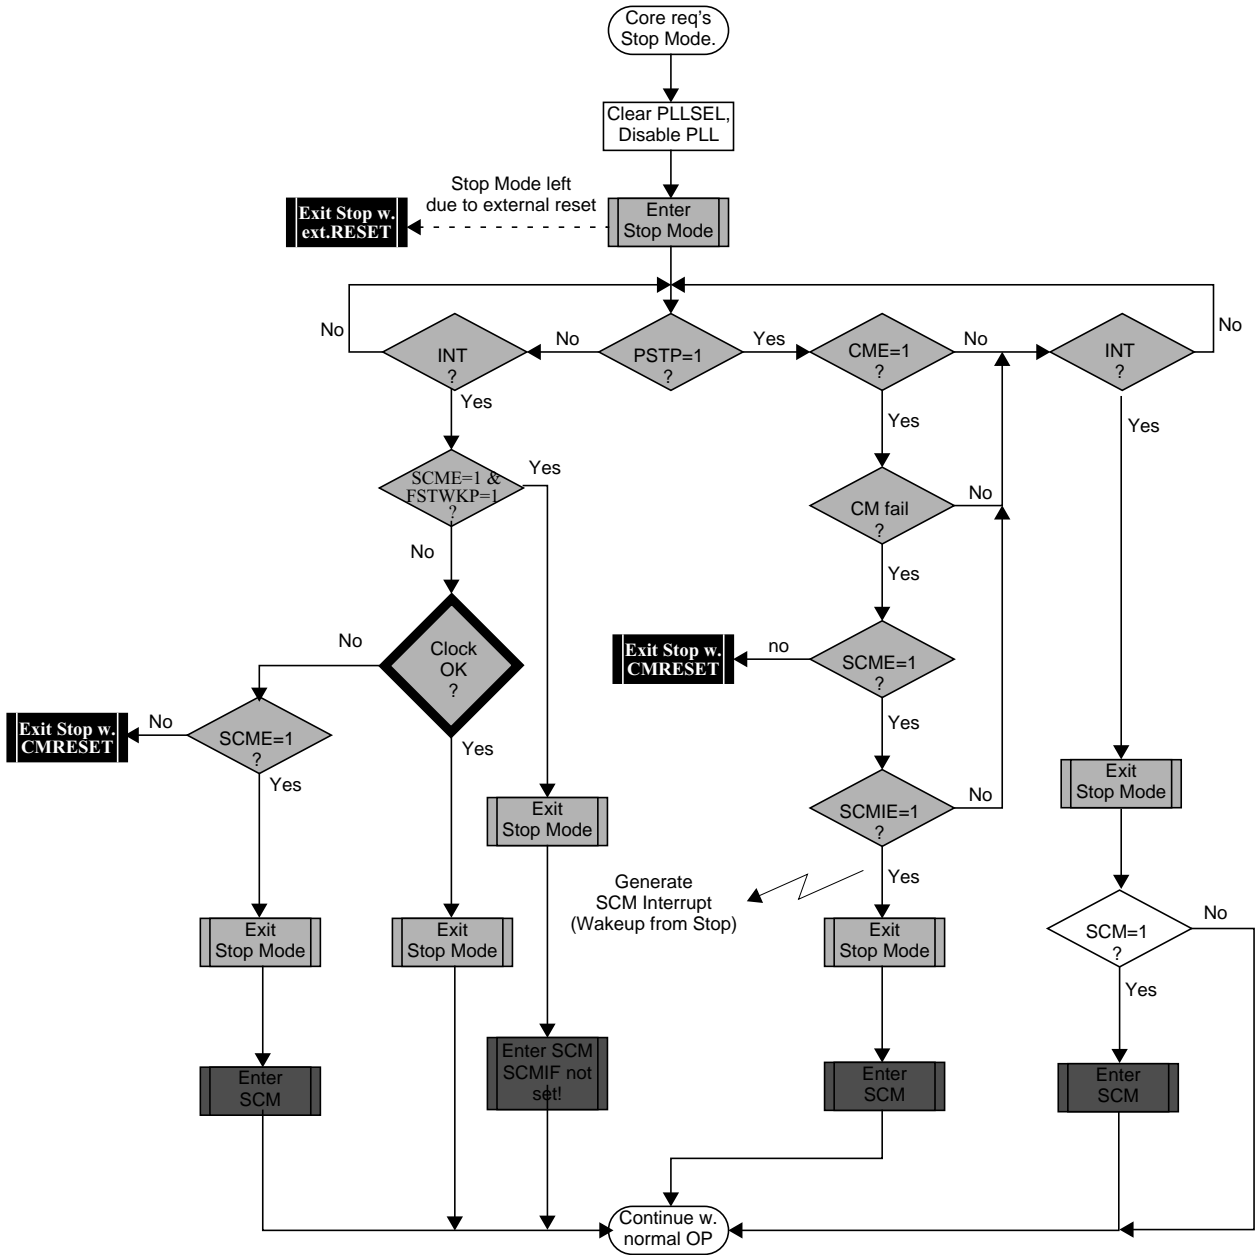 Core req's
Stop Mode.
Clear PLLSEL,
Disable PLL
Stop Mode left
due to external reset
Exit Stop w.
ext.RESET
Enter
Stop Mode
No
INT
?
No
PSTP=1
?
Yes
CME=1
?
No
INT
?
No
Yes
Yes
Yes
SCME=1 &
FSTWKP=1
?
Yes
CM fail
?
No
No
Yes
No
Clock
OK
?
Exit Stop w.
CMRESET
no
SCME=1
?
Exit Stop w.
CMRESET
No
SCME=1
?
Yes
Yes
Yes
Exit
Stop Mode
Exit
Stop Mode
SCMIE=1
?
No
Generate
SCM Interrupt
(Wakeup from Stop)
Yes
Exit
Stop Mode
Exit
Stop Mode
Exit
Stop Mode
SCM=1
?
No
Yes
Enter
SCM
Enter SCM
SCMIF not
set!
Enter
SCM
Enter
SCM
Continue w.
normal OP